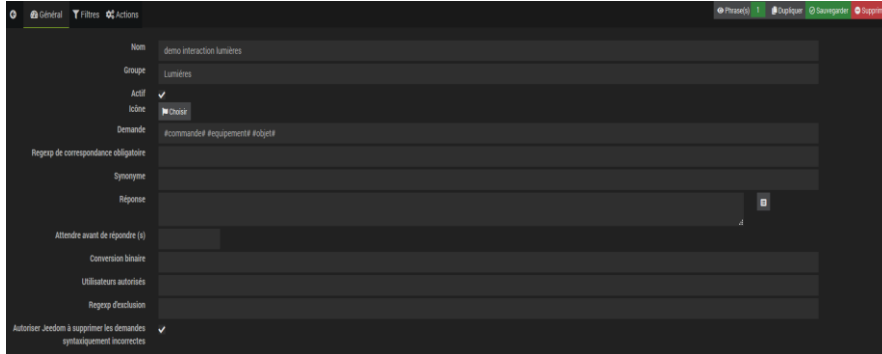 Général Filtres Actions Phrase(s) 1 Dupliquer Sauvegarder Supprim
Nom demo interaction lumières
Groupe Lumières
Actif
Icône Choisir
Demande #commande# #equipement# #objet#
Regexp de correspondance obligatoire
Synonyme
Réponse
Attendre avant de répondre (s)
Conversion binaire
Utilisateurs autorisés
Regexp d'exclusion
Autoriser Jeedom à supprimer les demandes
syntaxiquement incorrectes